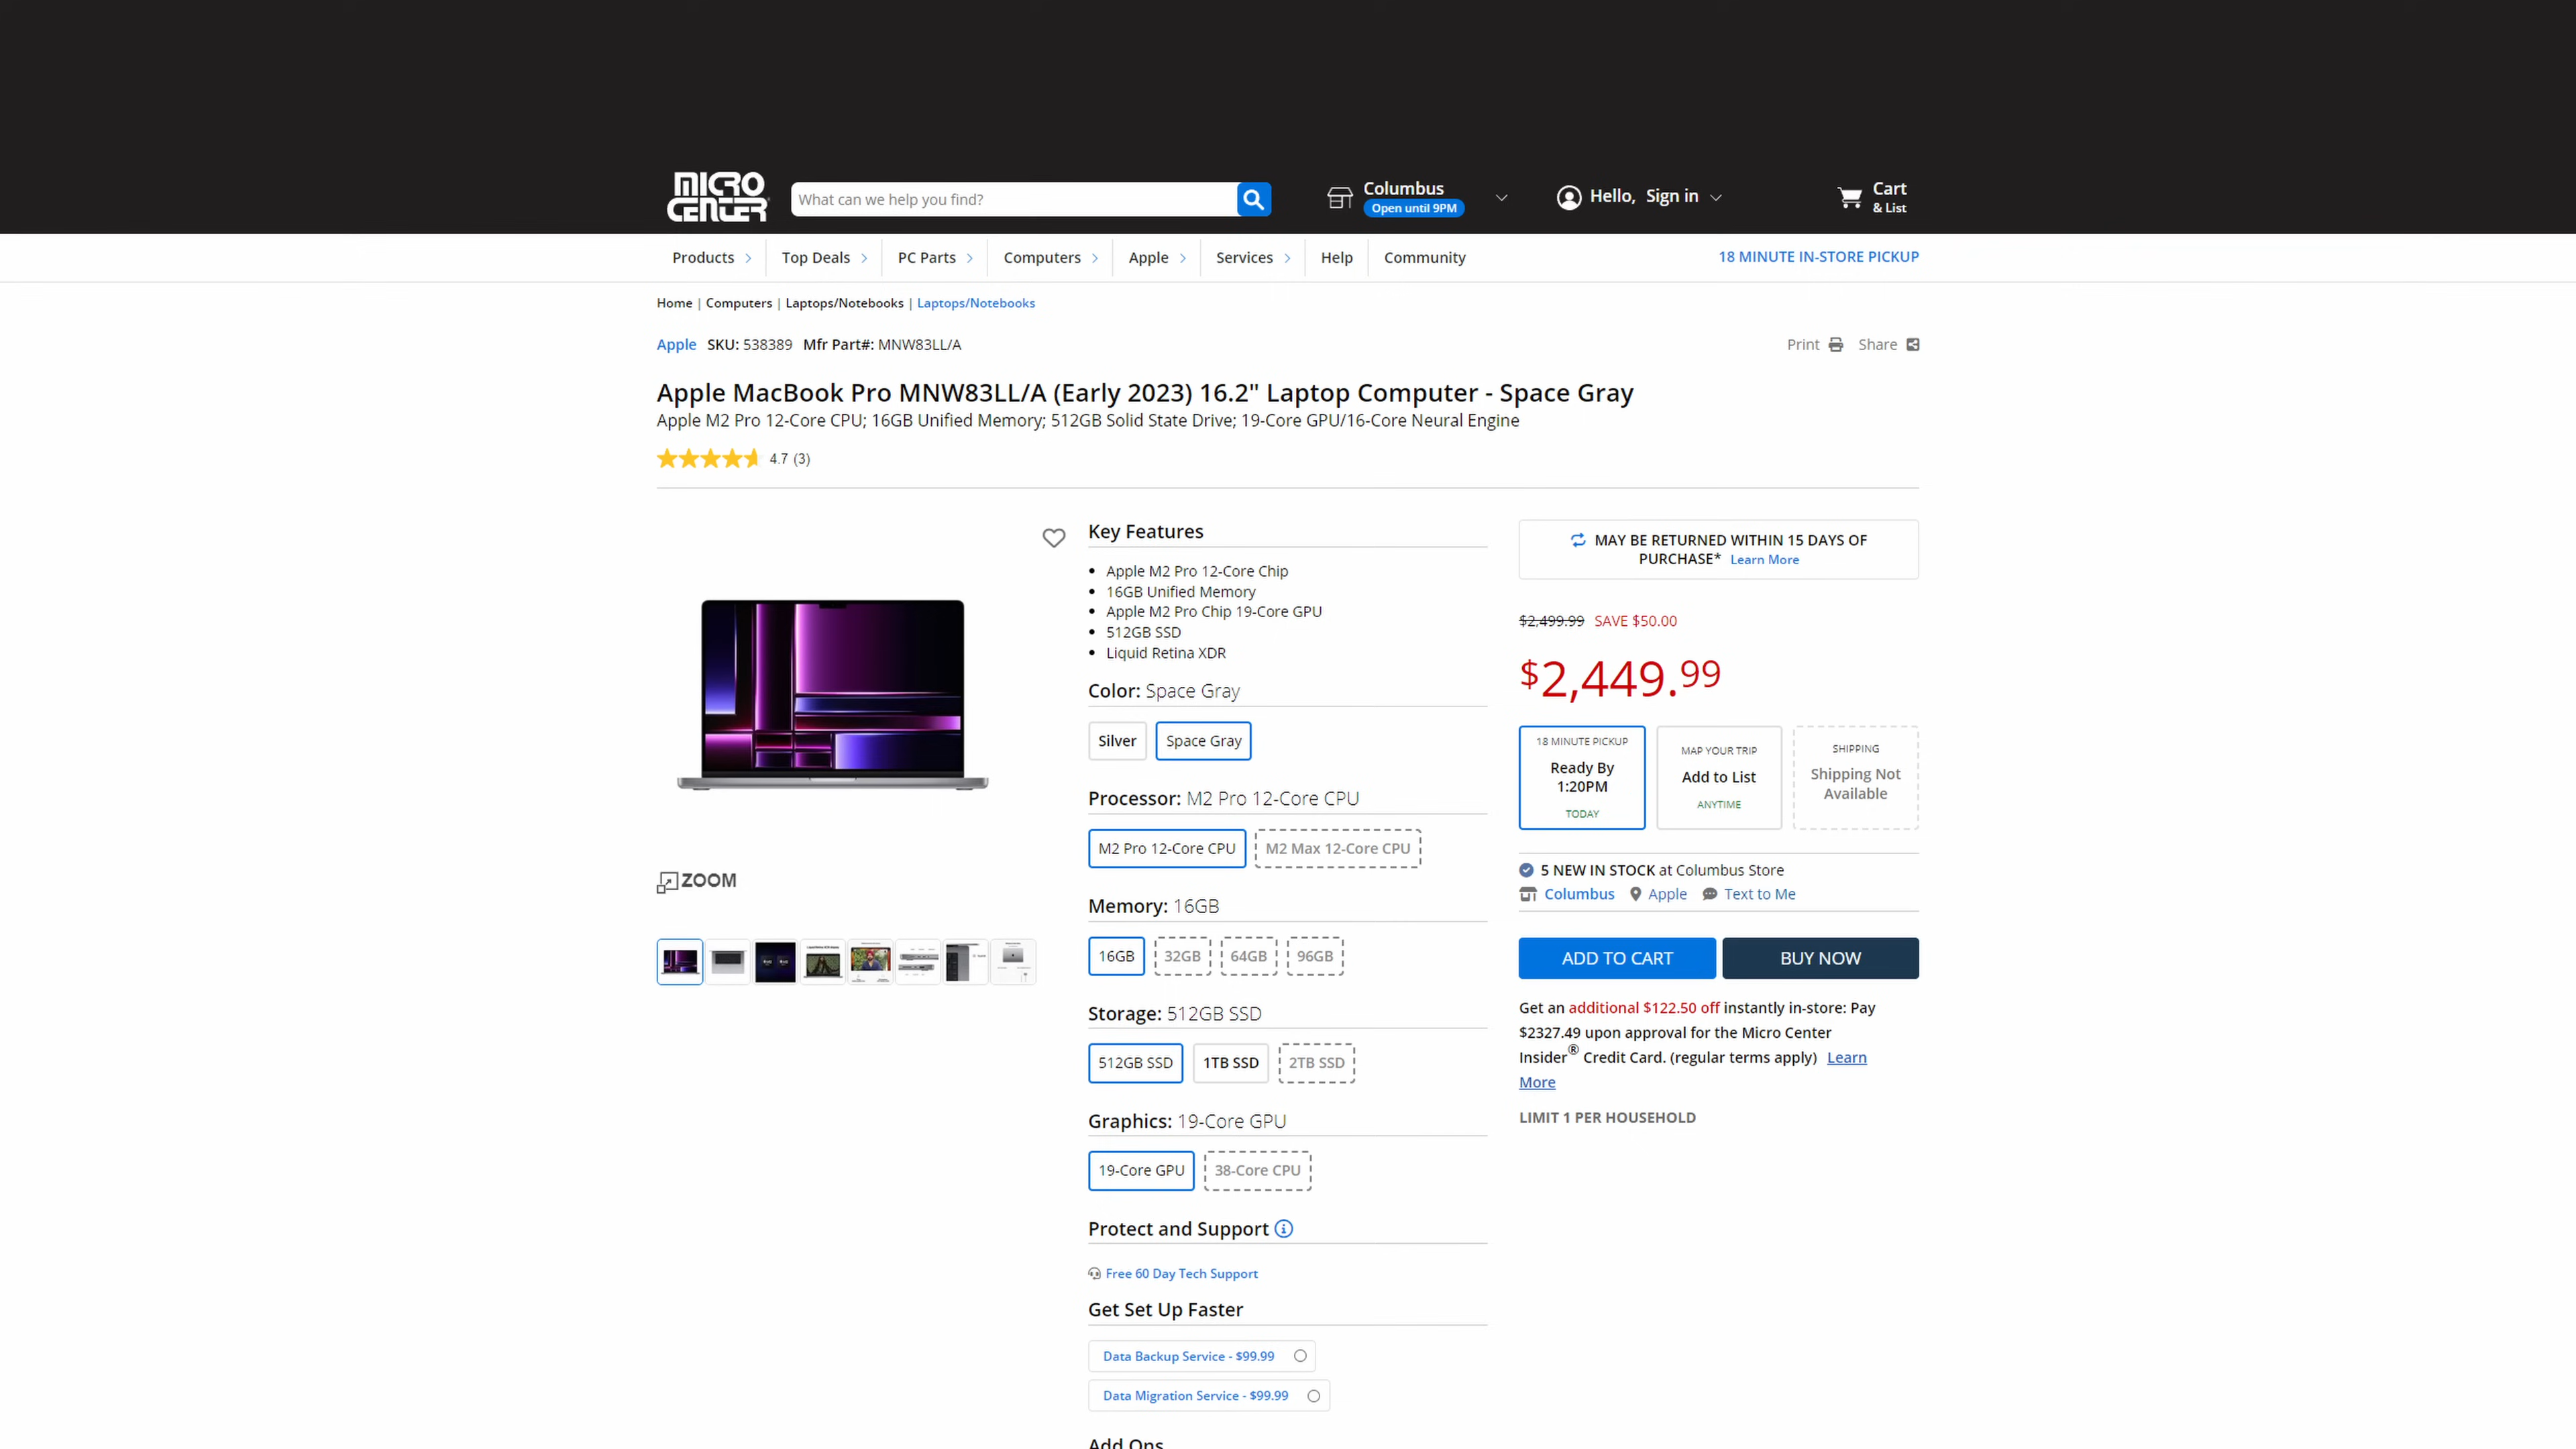 MICRO CENTER
What can we help you find?
Columbus
Open until 9PM
Hello, Sign in
Cart
& List
Products
Top Deals
PC Parts
Computers
Apple
Services
Help
Community
18 MINUTE IN-STORE PICKUP
Home | Computers | Laptops/Notebooks | Laptops/Notebooks
Apple SKU: 538389 Mfr Part#: MNW83LL/A
Print Share
Apple MacBook Pro MNW83LL/A (Early 2023) 16.2" Laptop Computer - Space Gray
Apple M2 Pro 12-Core CPU; 16GB Unified Memory; 512GB Solid State Drive; 19-Core GPU/16-Core Neural Engine
4.7 (3)
ZOOM
Key Features
• Apple M2 Pro 12-Core Chip
• 16GB Unified Memory
• Apple M2 Pro Chip 19-Core GPU
• 512GB SSD
• Liquid Retina XDR
Color: Space Gray
Silver
Space Gray
Processor: M2 Pro 12-Core CPU
M2 Pro 12-Core CPU
M2 Max 12-Core CPU
Memory: 16GB
16GB
32GB
64GB
96GB
Storage: 512GB SSD
512GB SSD
1TB SSD
2TB SSD
Graphics: 19-Core GPU
19-Core GPU
38-Core CPU
Protect and Support
Free 60 Day Tech Support
Get Set Up Faster
Data Backup Service - $99.99
Data Migration Service - $99.99
Add Ons
MAY BE RETURNED WITHIN 15 DAYS OF
PURCHASE* Learn More
$2,499.99 SAVE $50.00
$2,449.99
18 MINUTE PICKUP
Ready By
1:20PM
TODAY
MAP YOUR TRIP
Add to List
ANYTIME
SHIPPING
Shipping Not
Available
5 NEW IN STOCK at Columbus Store
Columbus Apple Text to Me
ADD TO CART
BUY NOW
Get an additional $122.50 off instantly in-store: Pay
$2327.49 upon approval for the Micro Center
Insider® Credit Card. (regular terms apply) Learn
More
LIMIT 1 PER HOUSEHOLD